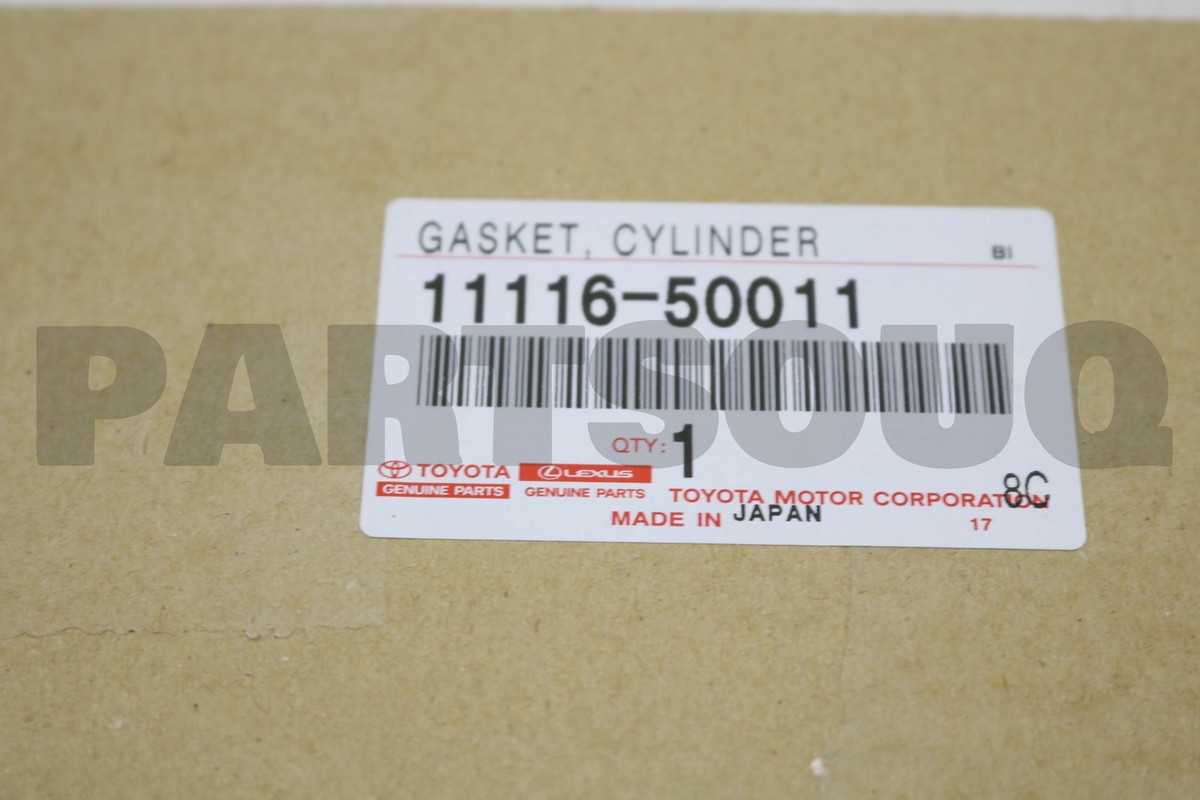 GASKET, CYLINDER BI
11116-50011
PARTSOUQ
QTY: 1
TOYOTA LEXUS
GENUINE PARTS GENUINE PARTS TOYOTA MOTOR CORPORATION 8C
MADE IN JAPAN 17